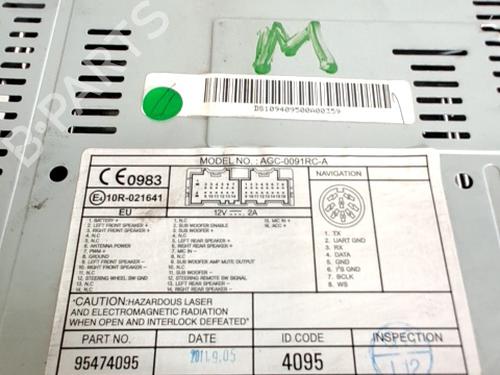 M
DS109409500A00359
B-PARTS
MODEL NO. : AGC-0091RC-A
CE0983
10R-021641
EU
12V 2A
NAVIGATION
1. BATTERY +
2. LEFT FRONT SPEAKER +
3. RIGHT FRONT SPEAKER +
4. N.C
5. N.C
6. ANTENNA POWER
7. PWM +
8. GROUND
9. LEFT FRONT SPEAKER -
10. RIGHT FRONT SPEAKER -
11. N.C
12. STEERING WHEEL SW GND
13. N.C
14. N.C
1. N.C
2. SUB WOOFER ENABLE
3. SUB WOOFER +
4. N.C
5. LEFT REAR SPEAKER +
6. RIGHT REAR SPEAKER +
7. MIC IN -
8. N.C
9. SUB WOOFER AMP MUTE OUTPUT
10. N.C
11. SUB WOOFER -
12. STEERING REMOTE SW SIGNAL
13. LEFT REAR SPEAKER -
14. RIGHT REAR SPEAKER -
15. MIC IN +
16. ACC +
1. TX
2. UART GND
3. RX
4. DATA
5. GND
6. I²S GND
7. SCLK
8. WS
*CAUTION:HAZARDOUS LASER
AND ELECTROMAGNETIC RADIATION
WHEN OPEN AND INTERLOCK DEFEATED*
PART NO. DATE ID CODE INSPECTION
95474095 2011.9.05 4095